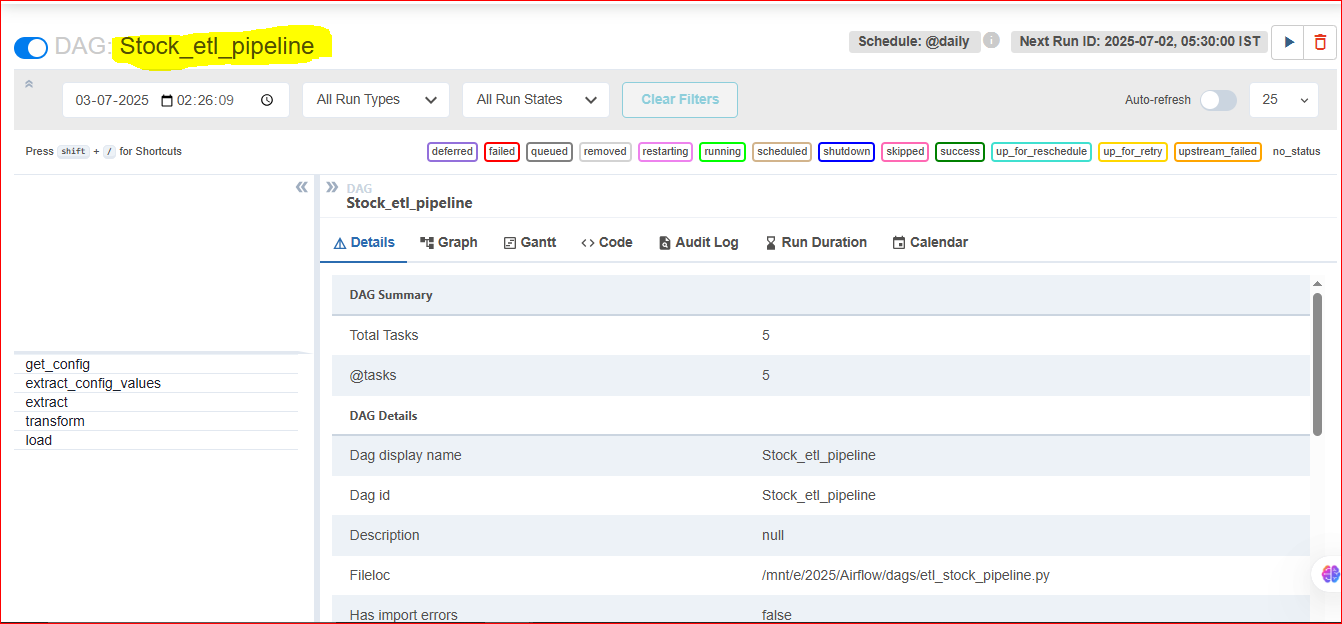 DAG: Stock_etl_pipeline
Schedule: @daily
Next Run ID: 2025-07-02, 05:30:00 IST
03-07-2025 02:26:09
All Run Types
All Run States
Clear Filters
Auto-refresh
25
Press shift + / for Shortcuts
deferred failed queued removed restarting running scheduled shutdown skipped success up_for_reschedule up_for_retry upstream_failed no_status
get_config
extract_config_values
extract
transform
load
DAG
Stock_etl_pipeline
Details Graph Gantt Code Audit Log Run Duration Calendar
DAG Summary
Total Tasks 5
@tasks 5
DAG Details
Dag display name Stock_etl_pipeline
Dag id Stock_etl_pipeline
Description null
Fileloc /mnt/e/2025/Airflow/dags/etl_stock_pipeline.py
Has import errors false